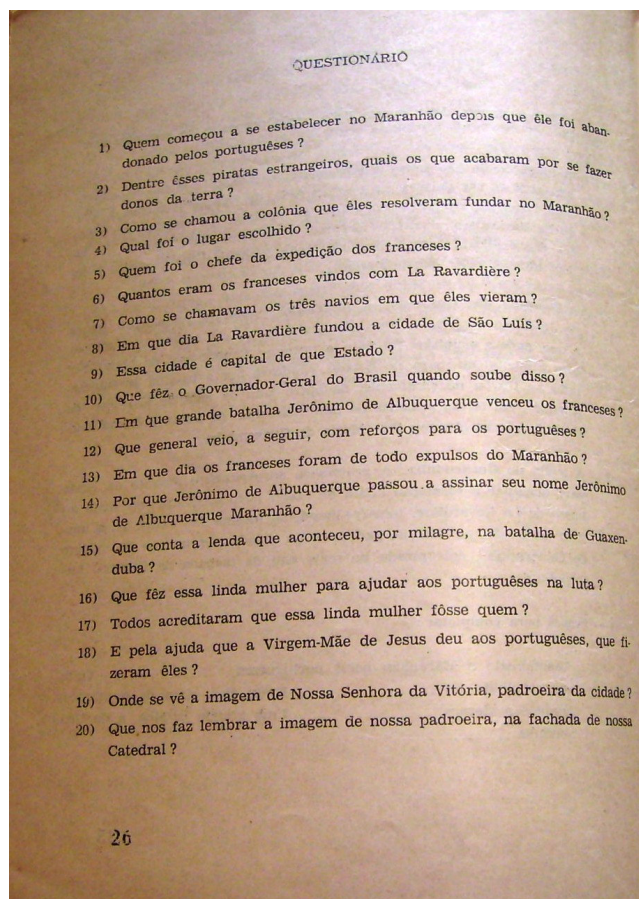 QUESTIONÁRIO
1) Quem começou a se estabelecer no Maranhão depois que êle foi aban-
donado pelos portuguêses ?
2) Dentre êsses piratas estrangeiros, quais os que acabaram por se fazer
donos da terra ?
3) Como se chamou a colônia que êles resolveram fundar no Maranhão ?
4) Qual foi o lugar escolhido ?
5) Quem foi o chefe da expedição dos franceses ?
6) Quantos eram os franceses vindos com La Ravardière ?
7) Como se chamavam os três navios em que êles vieram ?
8) Em que dia La Ravardière fundou a cidade de São Luís ?
9) Essa cidade é capital de que Estado ?
10) Que fêz o Governador-Geral do Brasil quando soube disso ?
11) Em que grande batalha Jerônimo de Albuquerque venceu os franceses ?
12) Que general veio, a seguir, com reforços para os portuguêses ?
13) Em que dia os franceses foram de todo expulsos do Maranhão ?
14) Por que Jerônimo de Albuquerque passou a assinar seu nome Jerônimo
de Albuquerque Maranhão ?
15) Que conta a lenda que aconteceu, por milagre, na batalha de Guaxen-
duba ?
16) Que fêz essa linda mulher para ajudar aos portuguêses na luta ?
17) Todos acreditaram que essa linda mulher fôsse quem ?
18) E pela ajuda que a Virgem-Mãe de Jesus deu aos portuguêses, que fi-
zeram êles ?
19) Onde se vê a imagem de Nossa Senhora da Vitória, padroeira da cidade ?
20) Que nos faz lembrar a imagem de nossa padroeira, na fachada de nossa
Catedral ?
26